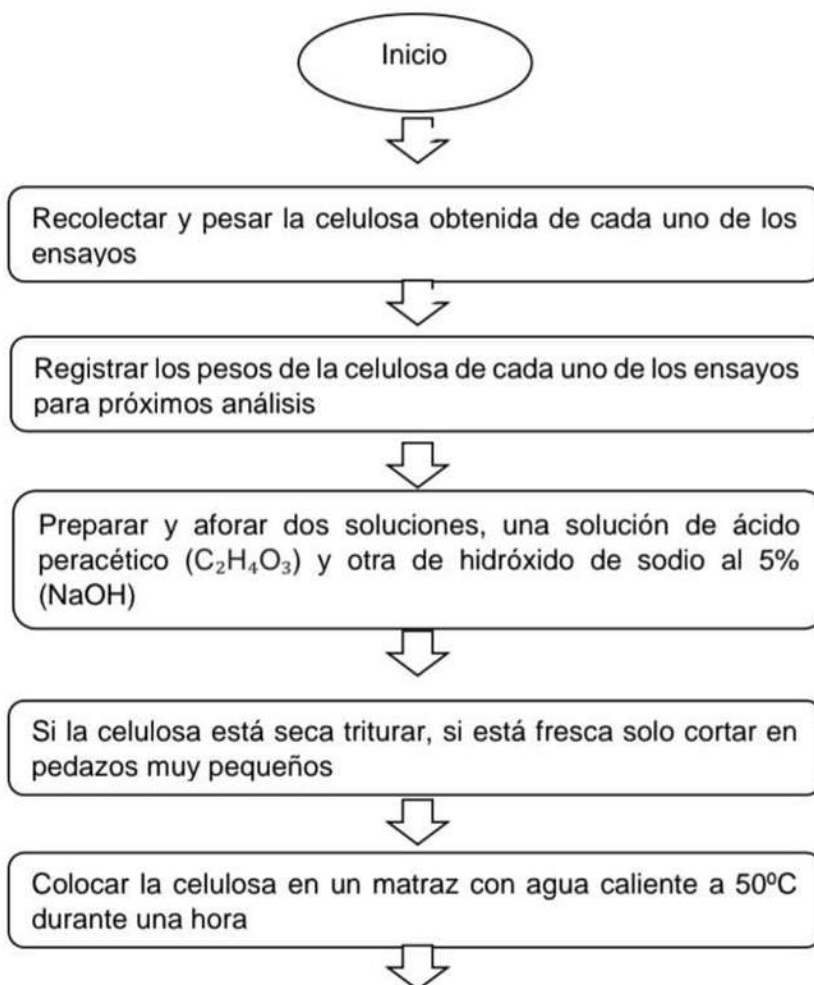 Inicio
Recolectar y pesar la celulosa obtenida de cada uno de los
ensayos
Registrar los pesos de la celulosa de cada uno de los ensayos
para próximos análisis
Preparar y aforar dos soluciones, una solución de ácido
peracético (C₂H₄O₃) y otra de hidróxido de sodio al 5%
(NaOH)
Si la celulosa está seca triturar, si está fresca solo cortar en
pedazos muy pequeños
Colocar la celulosa en un matraz con agua caliente a 50ºC
durante una hora